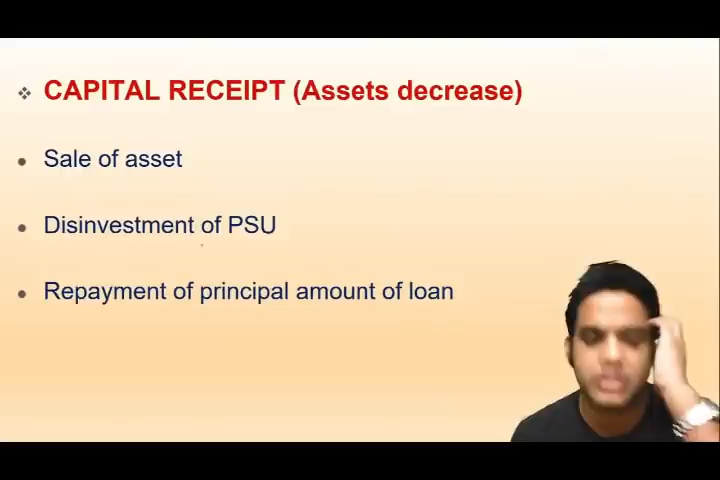 CAPITAL RECEIPT (Assets decrease)
Sale of asset
Disinvestment of PSU
Repayment of principal amount of loan